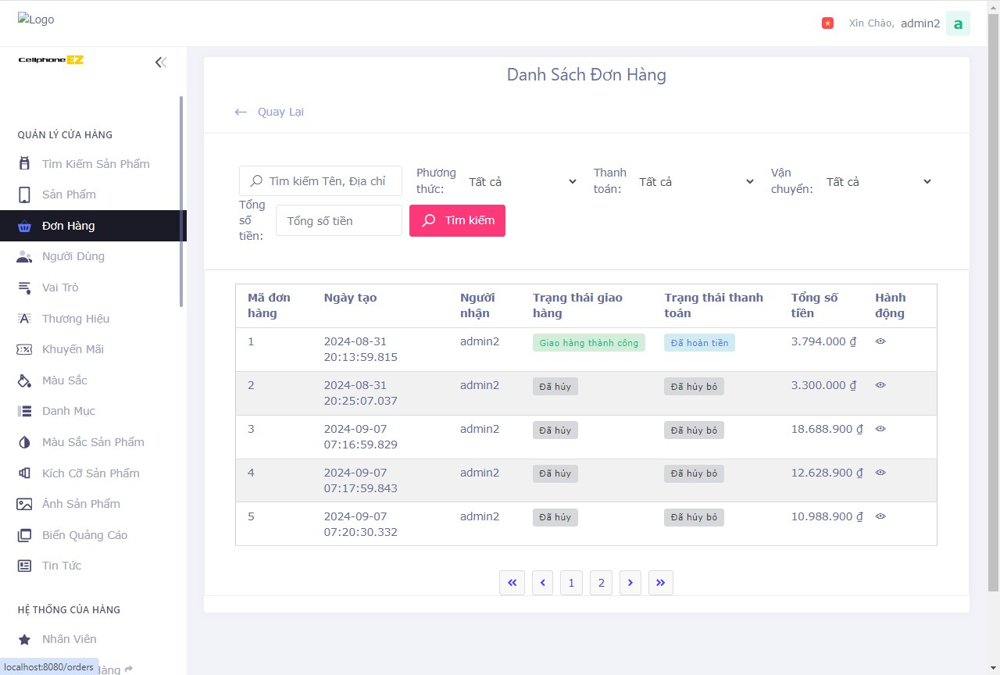 Logo
Xin Chào, admin2 a
CellphoneEZ
QUẢN LÝ CỬA HÀNG
Tìm Kiếm Sản Phẩm
Sản Phẩm
Đơn Hàng
Người Dùng
Vai Trò
Thương Hiệu
Khuyến Mãi
Màu Sắc
Danh Mục
Màu Sắc Sản Phẩm
Kích Cỡ Sản Phẩm
Ảnh Sản Phẩm
Biển Quảng Cáo
Tin Tức
HỆ THỐNG CỦA HÀNG
Nhân Viên
localhost:8080/orders
Danh Sách Đơn Hàng
Quay Lại
Tìm kiếm Tên, Địa chỉ
Phương
thức:
Tất cả
Thanh
toán:
Tất cả
Vận
chuyển:
Tất cả
Tổng
số
tiền:
Tổng số tiền
Tìm kiếm
Mã đơn
hàng
Ngày tạo
Người
nhận
Trạng thái giao
hàng
Trạng thái thanh
toán
Tổng số
tiền
Hành
động
1
2024-08-31
20:13:59.815
admin2
Giao hàng thành công
Đã hoàn tiền
3.794.000 ₫
2
2024-08-31
20:25:07.037
admin2
Đã hủy
Đã hủy bỏ
3.300.000 ₫
3
2024-09-07
07:16:59.829
admin2
Đã hủy
Đã hủy bỏ
18.688.900 ₫
4
2024-09-07
07:17:59.843
admin2
Đã hủy
Đã hủy bỏ
12.628.900 ₫
5
2024-09-07
07:20:30.332
admin2
Đã hủy
Đã hủy bỏ
10.988.900 ₫
« ‹ 1 2 › »